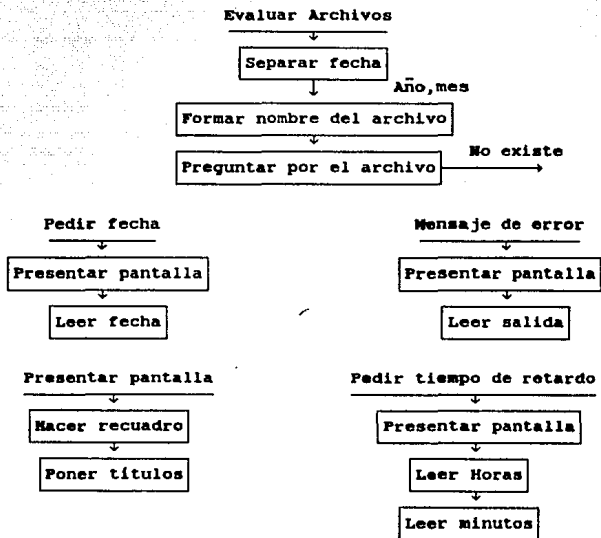 Evaluar Archivos
Separar fecha
Año,mes
Formar nombre del archivo
Preguntar por el archivo
No existe
Pedir fecha
Presentar pantalla
Leer fecha
Mensaje de error
Presentar pantalla
Leer salida
Presentar pantalla
Hacer recuadro
Poner títulos
Pedir tiempo de retardo
Presentar pantalla
Leer Horas
Leer minutos